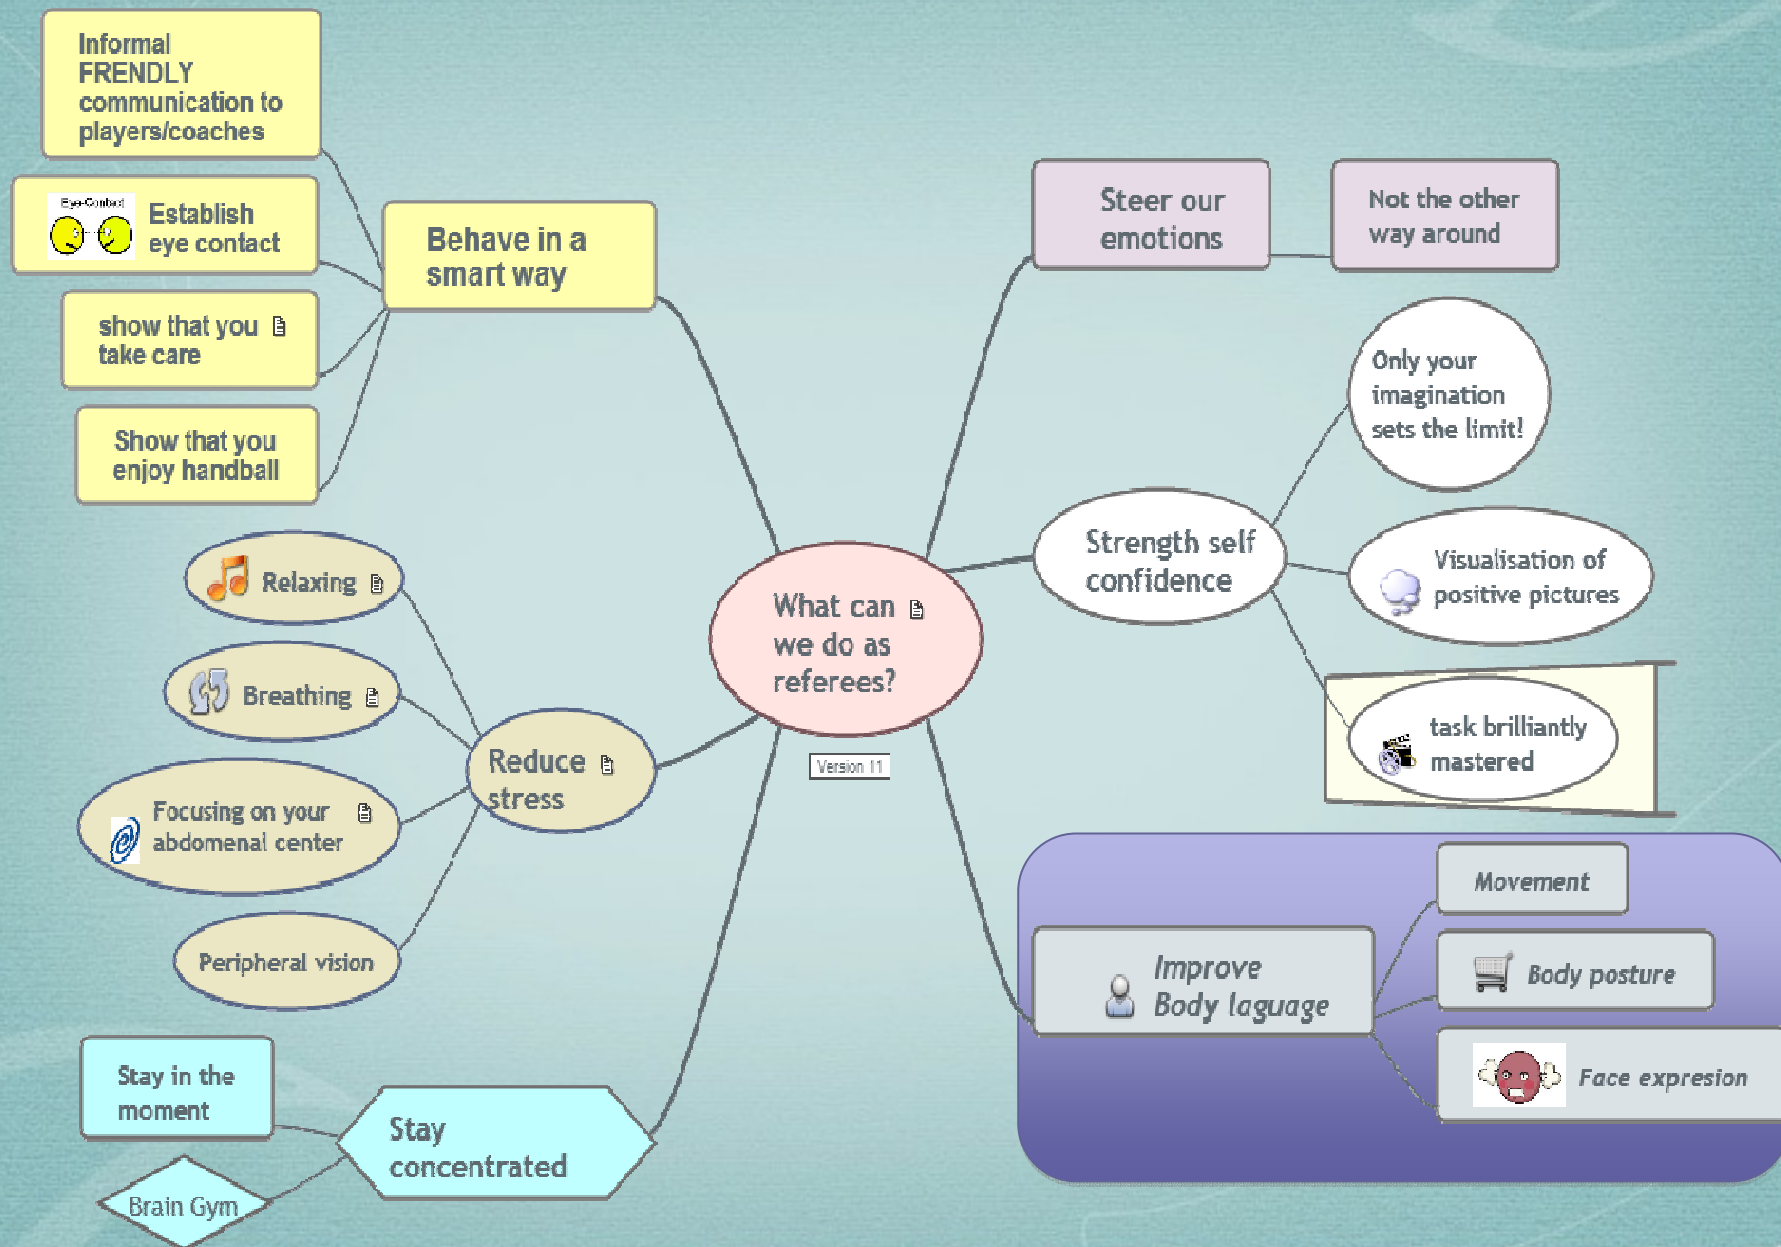 Informal
FRENDLY
communication to
players/coaches
Eye-Contact
Establish
eye contact
show that you
take care
Show that you
enjoy handball
Behave in a
smart way
Relaxing
Breathing
Focusing on your
abdomenal center
Peripheral vision
Reduce
stress
Stay in the
moment
Brain Gym
Stay
concentrated
What can
we do as
referees?
Version 11
Steer our
emotions
Not the other
way around
Strength self
confidence
Only your
imagination
sets the limit!
Visualisation of
positive pictures
task brilliantly
mastered
Improve
Body laguage
Movement
Body posture
Face expresion